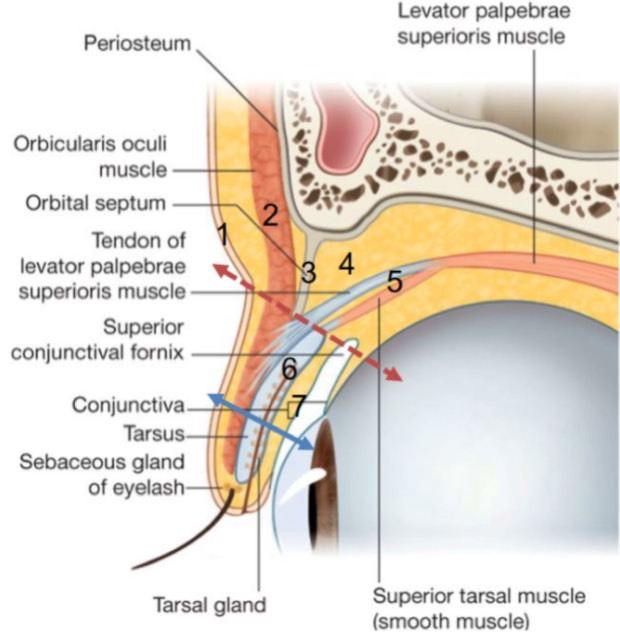 Levator palpebrae
superioris muscle
Periosteum
Orbicularis oculi
muscle
Orbital septum
Tendon of
levator palpebrae
superioris muscle
Superior
conjunctival fornix
Conjunctiva
Tarsus
Sebaceous gland
of eyelash
Tarsal gland
Superior tarsal muscle
(smooth muscle)
1
2
3
4
5
6
7